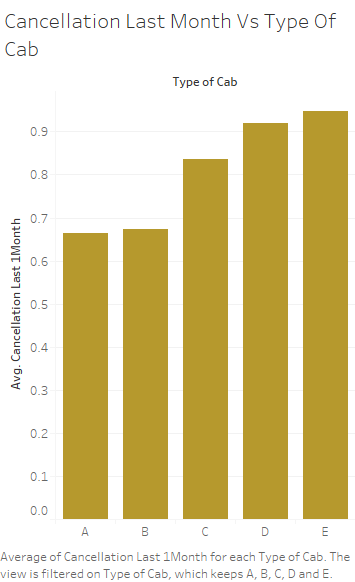 Cancellation Last Month Vs Type Of
Cab
Type of Cab
Avg. Cancellation Last 1Month
0.9
0.8
0.7
0.6
0.5
0.4
0.3
0.2
0.1
0.0
A B C D E
Average of Cancellation Last 1Month for each Type of Cab. The
view is filtered on Type of Cab, which keeps A, B, C, D and E.